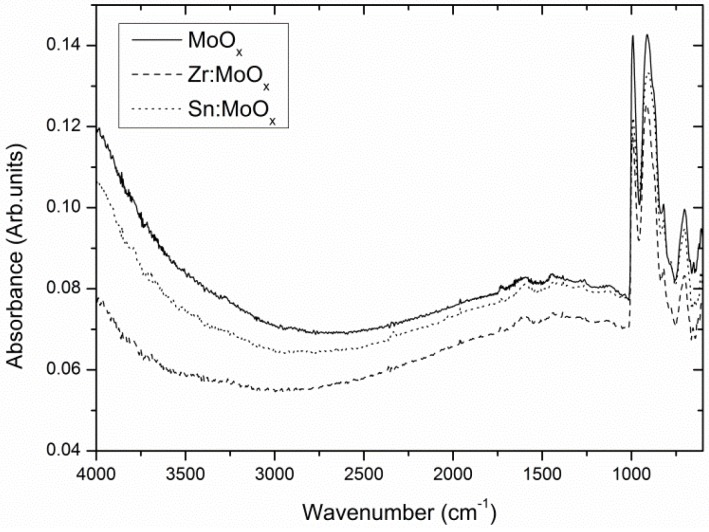 0.14
0.12
0.10
0.08
0.06
0.04
Absorbance (Arb.units)
MoOₓ
Zr:MoOₓ
Sn:MoOₓ
4000 3500 3000 2500 2000 1500 1000
Wavenumber (cm⁻¹)